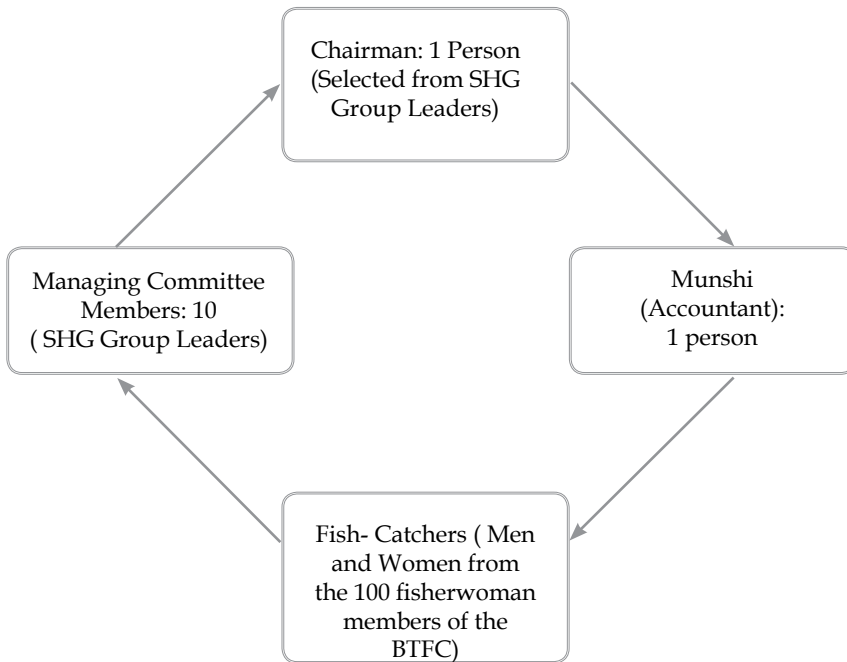 Chairman: 1 Person
(Selected from SHG
Group Leaders)
Managing Committee
Members: 10
( SHG Group Leaders)
Munshi
(Accountant):
1 person
Fish- Catchers ( Men
and Women from
the 100 fisherwoman
members of the
BTFC)